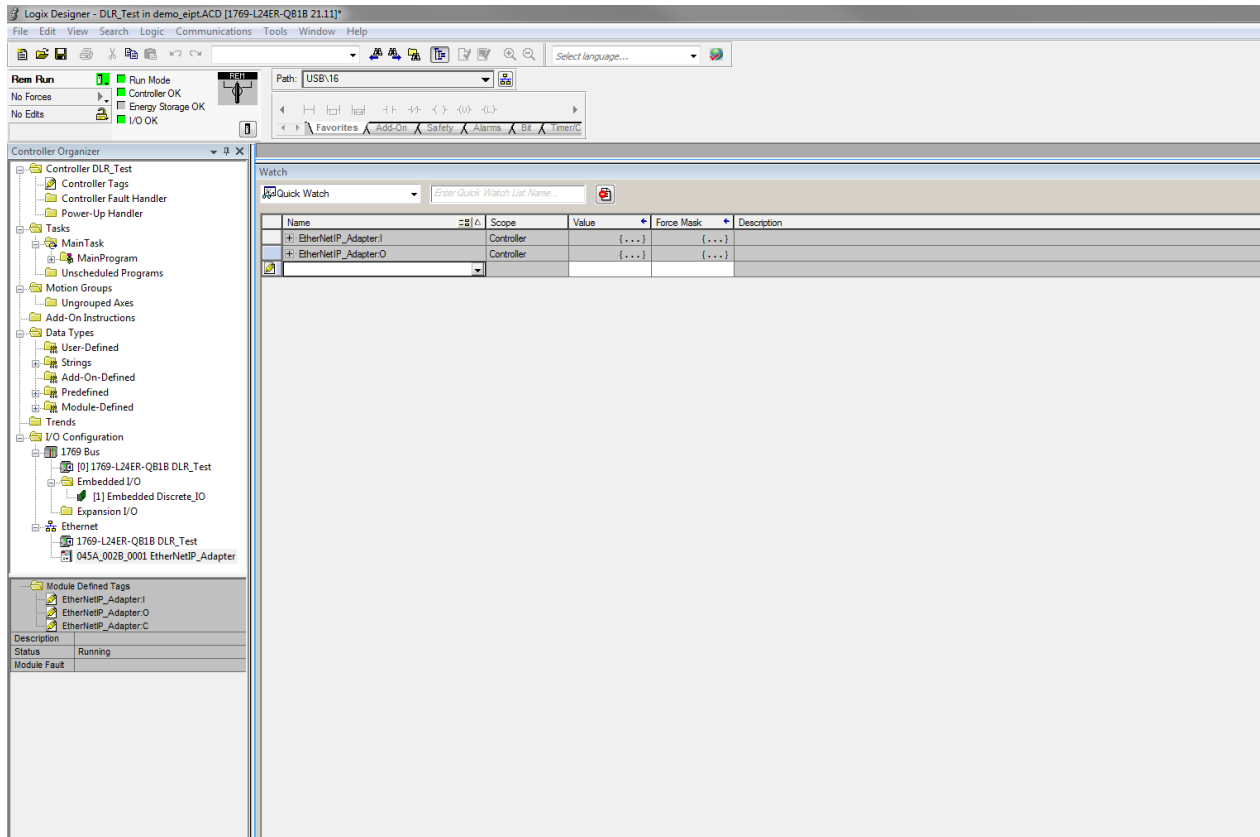 Logix Designer - DLR_Test in demo_eipt.ACD [1769-L24ER-QB1B 21.11]*
File Edit View Search Logic Communications Tools Window Help
Select language...
Rem Run
Run Mode
REM
No Forces
Controller OK
Energy Storage OK
No Edits
I/O OK
Path: USB\16
Favorites Add-On Safety Alarms Bit Timer/C
Controller Organizer
Controller DLR_Test
Controller Tags
Controller Fault Handler
Power-Up Handler
Tasks
MainTask
MainProgram
Unscheduled Programs
Motion Groups
Ungrouped Axes
Add-On Instructions
Data Types
User-Defined
Strings
Add-On-Defined
Predefined
Module-Defined
Trends
I/O Configuration
1769 Bus
[0] 1769-L24ER-QB1B DLR_Test
Embedded I/O
[1] Embedded Discrete_IO
Expansion I/O
Ethernet
1769-L24ER-QB1B DLR_Test
045A_002B_0001 EtherNetIP_Adapter
Module Defined Tags
EtherNetIP_Adapter:I
EtherNetIP_Adapter:O
EtherNetIP_Adapter:C
Description
Status Running
Module Fault
Watch
Quick Watch Enter Quick Watch List Name...
Name Scope Value Force Mask Description
EtherNetIP_Adapter:I Controller {...} {...}
EtherNetIP_Adapter:O Controller {...} {...}